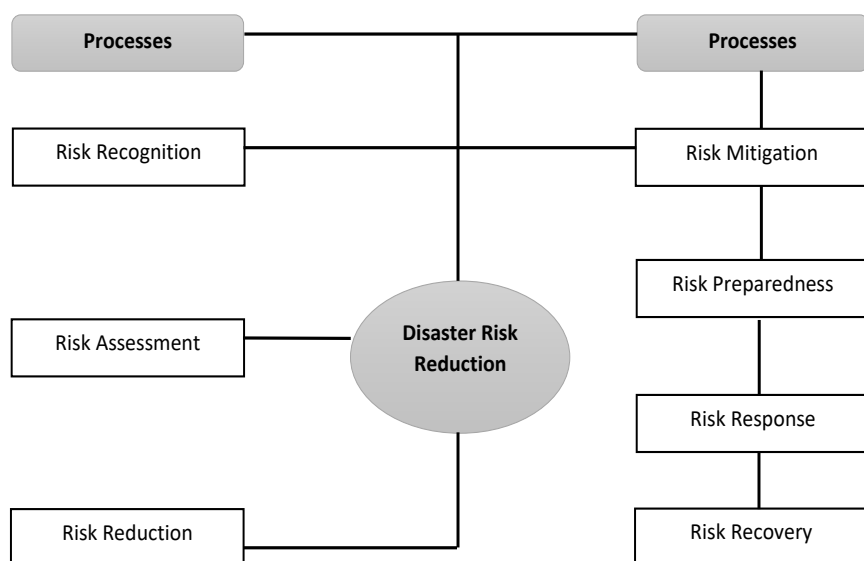 Processes
Processes
Risk Recognition
Risk Mitigation
Risk Preparedness
Risk Assessment
Disaster Risk
Reduction
Risk Response
Risk Reduction
Risk Recovery